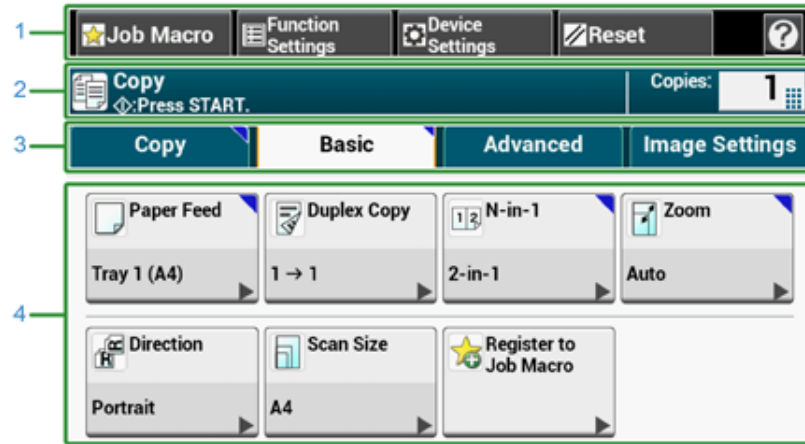 1
Job Macro
Function
Settings
Device
Settings
Reset
?
2
Copy
:Press START.
Copies:
1
3
Copy
Basic
Advanced
Image Settings
4
Paper Feed
Tray 1 (A4)
Duplex Copy
1 → 1
1 2
N-in-1
2-in-1
Zoom
Auto
Direction
Portrait
Scan Size
A4
Register to
Job Macro